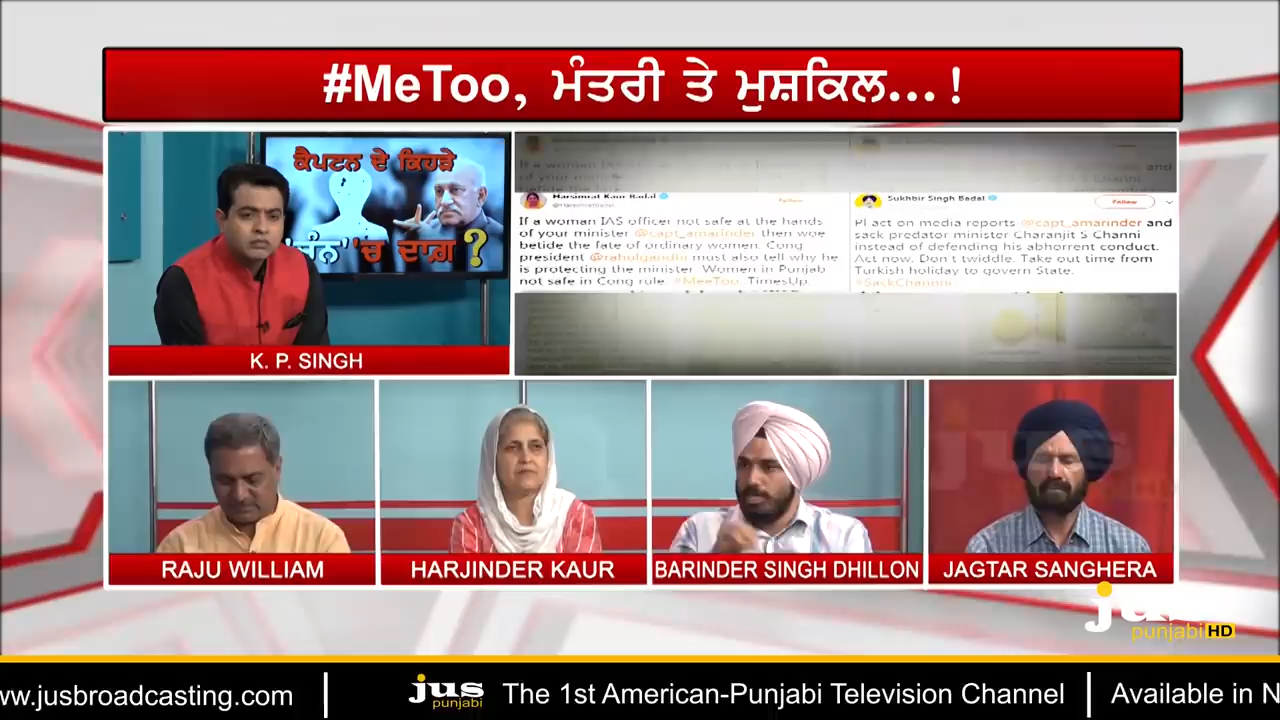 #MeToo, ਮੰਤਰੀ ਤੇ ਮੁਸ਼ਕਿਲ...!
ਕੈਪਟਨ ਦੇ ਕਿਹੜੇ
'ਚੰਨ' 'ਚ ਦਾਗ਼ ?
K. P. SINGH
Harsimrat Kaur Badal
Follow
If a woman IAS officer not safe at the hands
of your minister @capt_amarinder then woe
betide the fate of ordinary women. Cong
president @rahulgandhi must also tell why he
is protecting the minister. Women in Punjab
not safe in Cong rule. #MeeToo. TimesUp.
Sukhbir Singh Badal
Follow
Pl act on media reports @capt_amarinder and
sack predator minister Charanjit S Channi
instead of defending his abhorrent conduct.
Act now. Don't twiddle. Take out time from
Turkish holiday to govern State.
#SackChanni
RAJU WILLIAM
HARJINDER KAUR
BARINDER SINGH DHILLON
JAGTAR SANGHERA
jus
punjabi HD
www.jusbroadcasting.com
jus punjabi
The 1st American-Punjabi Television Channel
Available in N